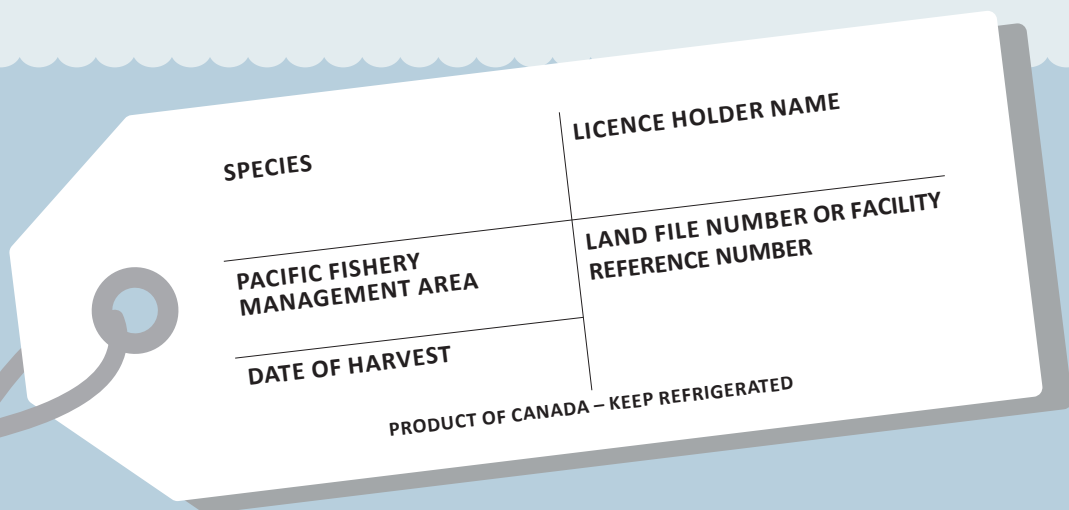 SPECIES
LICENCE HOLDER NAME
PACIFIC FISHERY
MANAGEMENT AREA
LAND FILE NUMBER OR FACILITY
REFERENCE NUMBER
DATE OF HARVEST
PRODUCT OF CANADA – KEEP REFRIGERATED